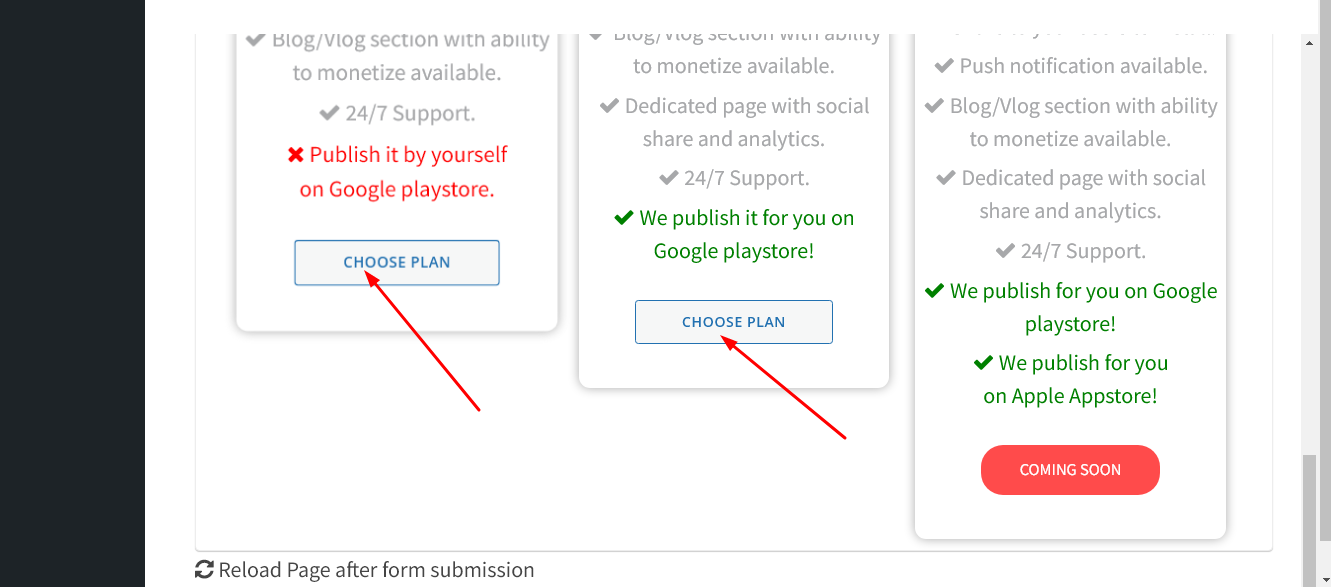 Blog/Vlog section with ability
to monetize available.
24/7 Support.
Publish it by yourself
on Google playstore.
CHOOSE PLAN
Blog/Vlog section with ability
to monetize available.
Dedicated page with social
share and analytics.
24/7 Support.
We publish it for you on
Google playstore!
CHOOSE PLAN
Push notification available.
Blog/Vlog section with ability
to monetize available.
Dedicated page with social
share and analytics.
24/7 Support.
We publish for you on Google
playstore!
We publish for you
on Apple Appstore!
COMING SOON
Reload Page after form submission